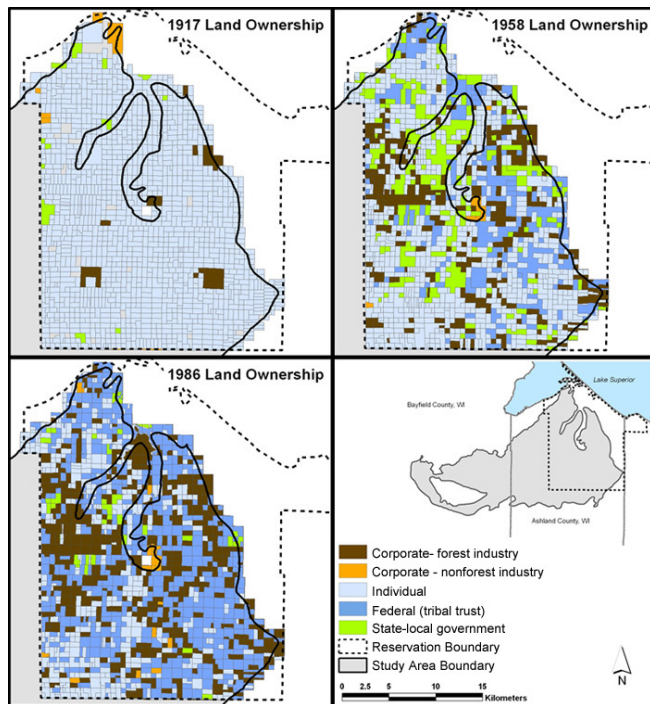 1917 Land Ownership
1958 Land Ownership
1986 Land Ownership
Lake Superior
Bayfield County, WI
Ashland County, WI
Corporate- forest industry
Corporate - nonforest industry
Individual
Federal (tribal trust)
State-local government
Reservation Boundary
Study Area Boundary
0 2.5 5 10 15
Kilometers
N